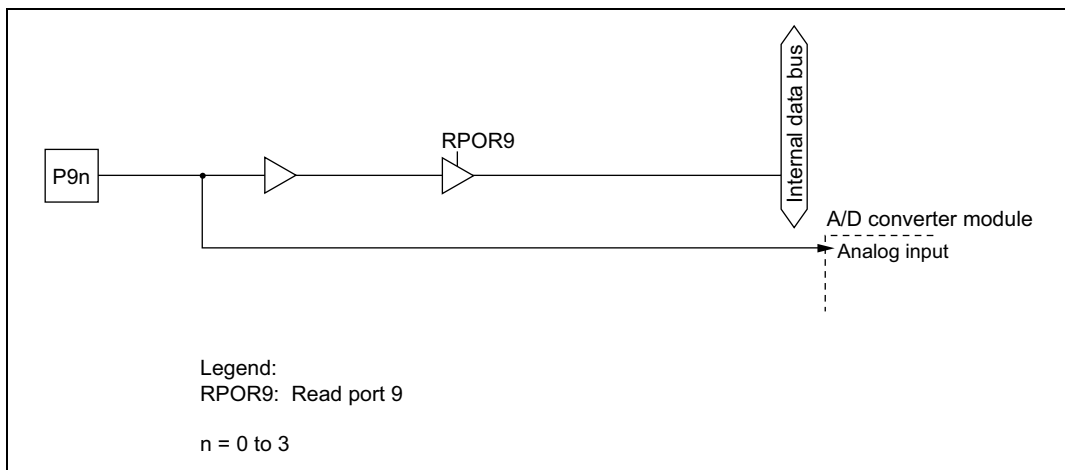 RPOR9
P9n
Internal data bus
A/D converter module
Analog input
Legend:
RPOR9: Read port 9
n = 0 to 3